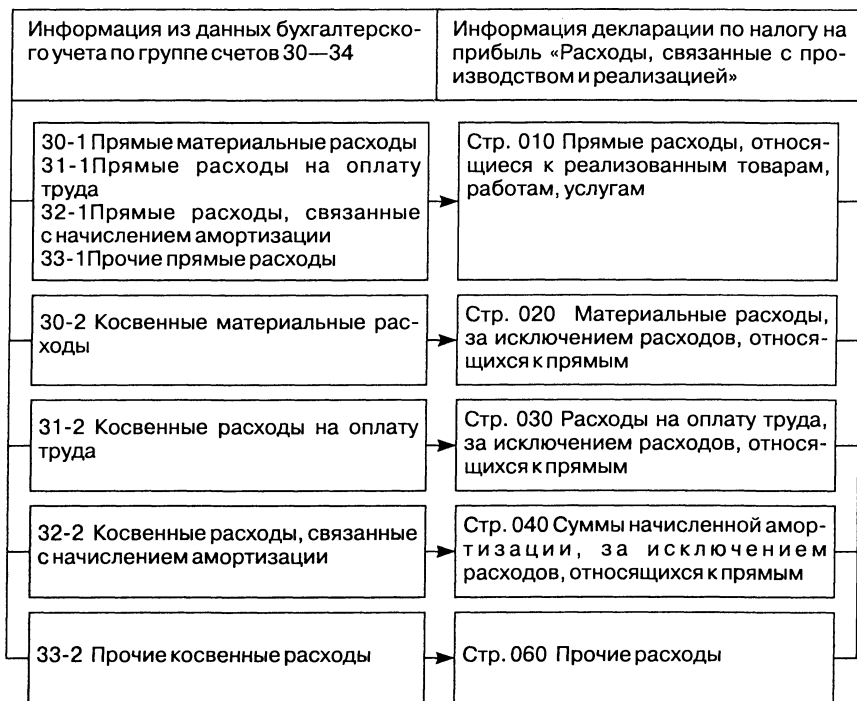 Информация из данных бухгалтерско-
го учета по группе счетов 30—34
Информация декларации по налогу на
прибыль «Расходы, связанные с про-
изводством и реализацией»
30-1 Прямые материальные расходы
31-1 Прямые расходы на оплату
труда
32-1 Прямые расходы, связанные
с начислением амортизации
33-1 Прочие прямые расходы
Стр. 010 Прямые расходы, относя-
щиеся к реализованным товарам,
работам, услугам
30-2 Косвенные материальные рас-
ходы
Стр. 020 Материальные расходы,
за исключением расходов, относя-
щихся к прямым
31-2 Косвенные расходы на оплату
труда
Стр. 030 Расходы на оплату труда,
за исключением расходов, относя-
щихся к прямым
32-2 Косвенные расходы, связанные
с начислением амортизации
Стр. 040 Суммы начисленной амор-
тизации, за исключением
расходов, относящихся к прямым
33-2 Прочие косвенные расходы
Стр. 060 Прочие расходы